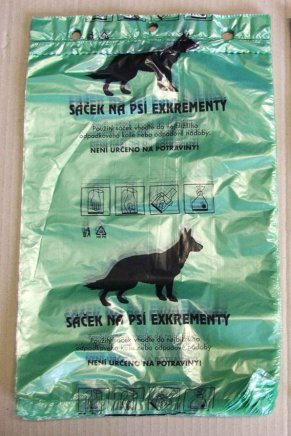 SÁČEK NA PSÍ EXKREMENTY
Použitý sáček vhoďte do nejbližšího
odpadkového koše nebo odpadové nádoby.
NENÍ URČENO NA POTRAVINY!
SÁČEK NA PSÍ EXKREMENTY
Použitý sáček vhoďte do nejbližšího
odpadkového koše nebo odpadové nádoby.
NENÍ URČENO NA POTRAVINY!